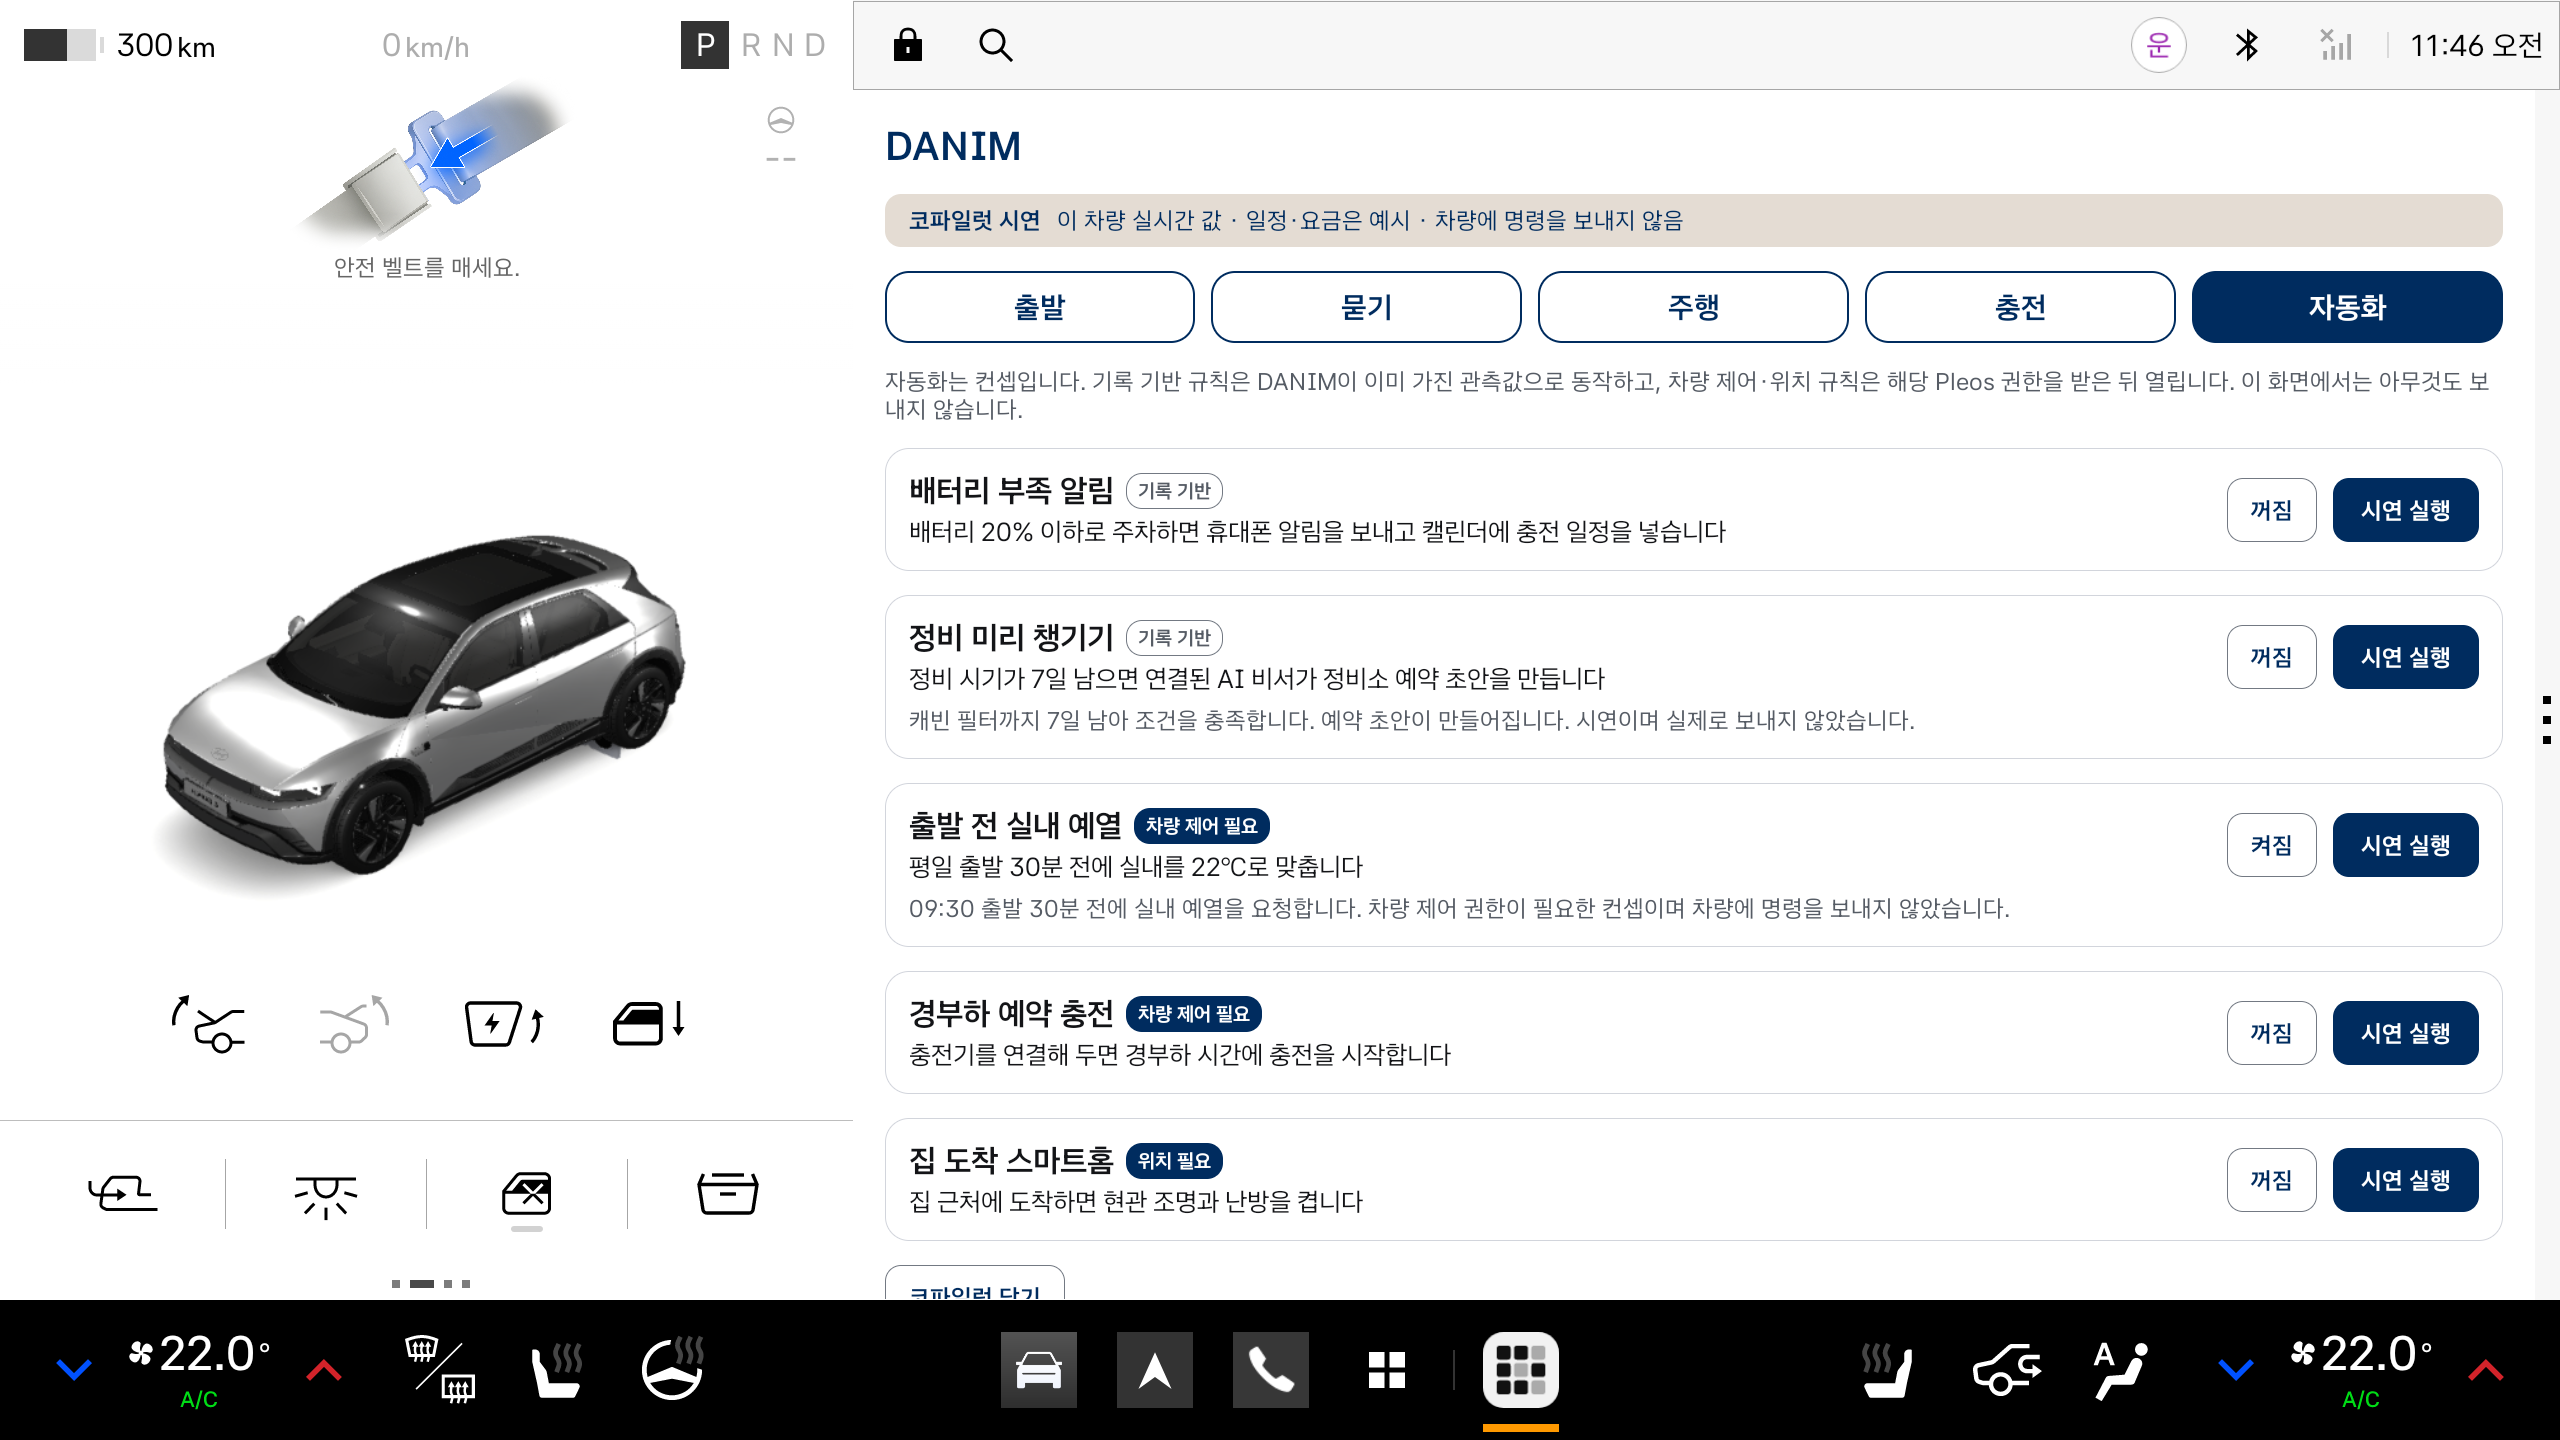 300 km
0 km/h
P R N D
운
11:46 오전
안전 벨트를 매세요.
DANIM
코파일럿 시연 이 차량 실시간 값 · 일정·요금은 예시 · 차량에 명령을 보내지 않음
출발
묻기
주행
충전
자동화
자동화는 컨셉입니다. 기록 기반 규칙은 DANIM이 이미 가진 관측값으로 동작하고, 차량 제어·위치 규칙은 해당 Pleos 권한을 받은 뒤 열립니다. 이 화면에서는 아무것도 보
내지 않습니다.
배터리 부족 알림 기록 기반
배터리 20% 이하로 주차하면 휴대폰 알림을 보내고 캘린더에 충전 일정을 넣습니다
꺼짐
시연 실행
정비 미리 챙기기 기록 기반
정비 시기가 7일 남으면 연결된 AI 비서가 정비소 예약 초안을 만듭니다
캐빈 필터까지 7일 남아 조건을 충족합니다. 예약 초안이 만들어집니다. 시연이며 실제로 보내지 않았습니다.
꺼짐
시연 실행
출발 전 실내 예열 차량 제어 필요
평일 출발 30분 전에 실내를 22°C로 맞춥니다
09:30 출발 30분 전에 실내 예열을 요청합니다. 차량 제어 권한이 필요한 컨셉이며 차량에 명령을 보내지 않았습니다.
켜짐
시연 실행
경부하 예약 충전 차량 제어 필요
충전기를 연결해 두면 경부하 시간에 충전을 시작합니다
꺼짐
시연 실행
집 도착 스마트홈 위치 필요
집 근처에 도착하면 현관 조명과 난방을 켭니다
꺼짐
시연 실행
코파일럿 닫기
22.0°
A/C
A
22.0°
A/C